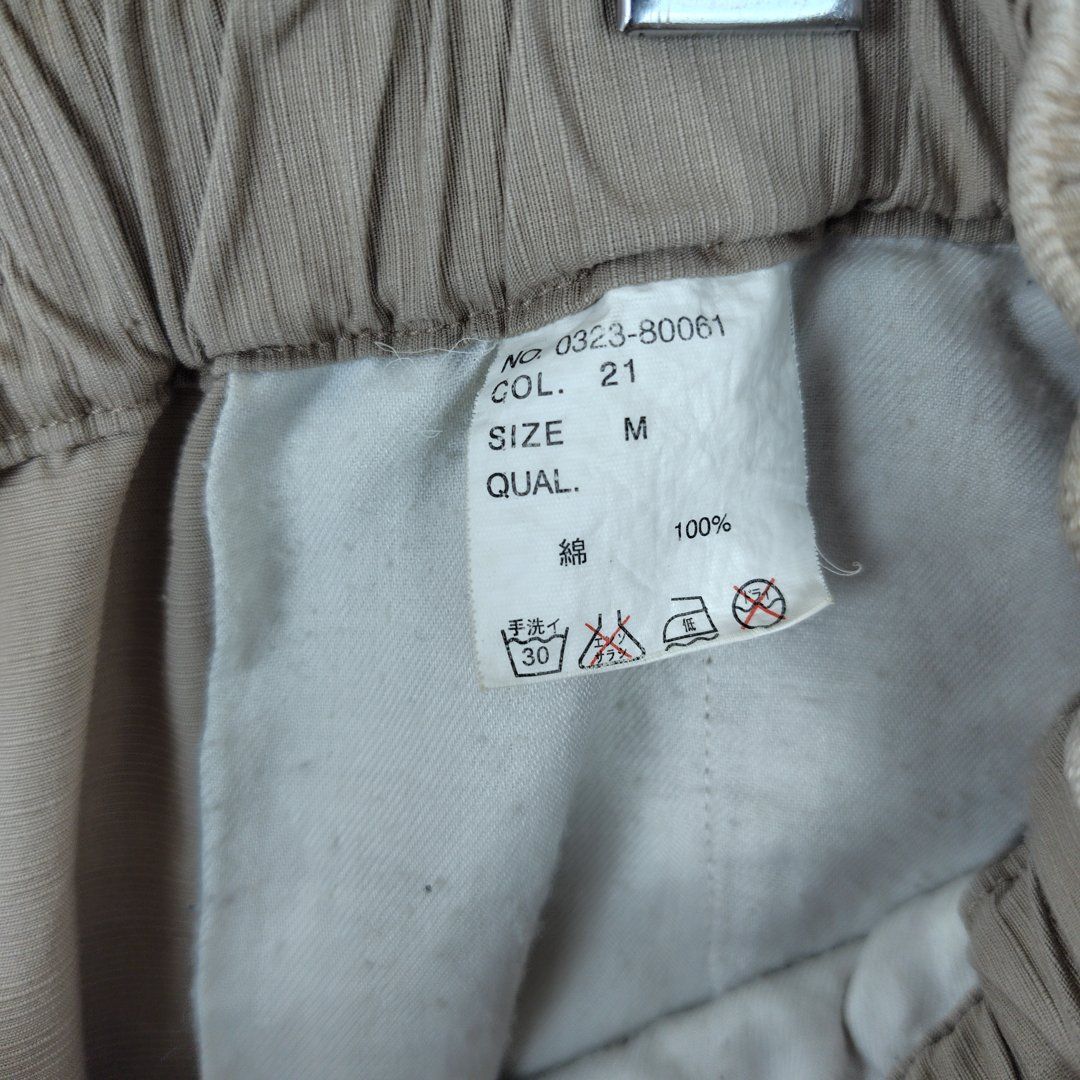 NO. 0323-80061
COL. 21
SIZE M
QUAL.
綿 100%
手洗イ
30
エンソ
サラシ
低
ドライ